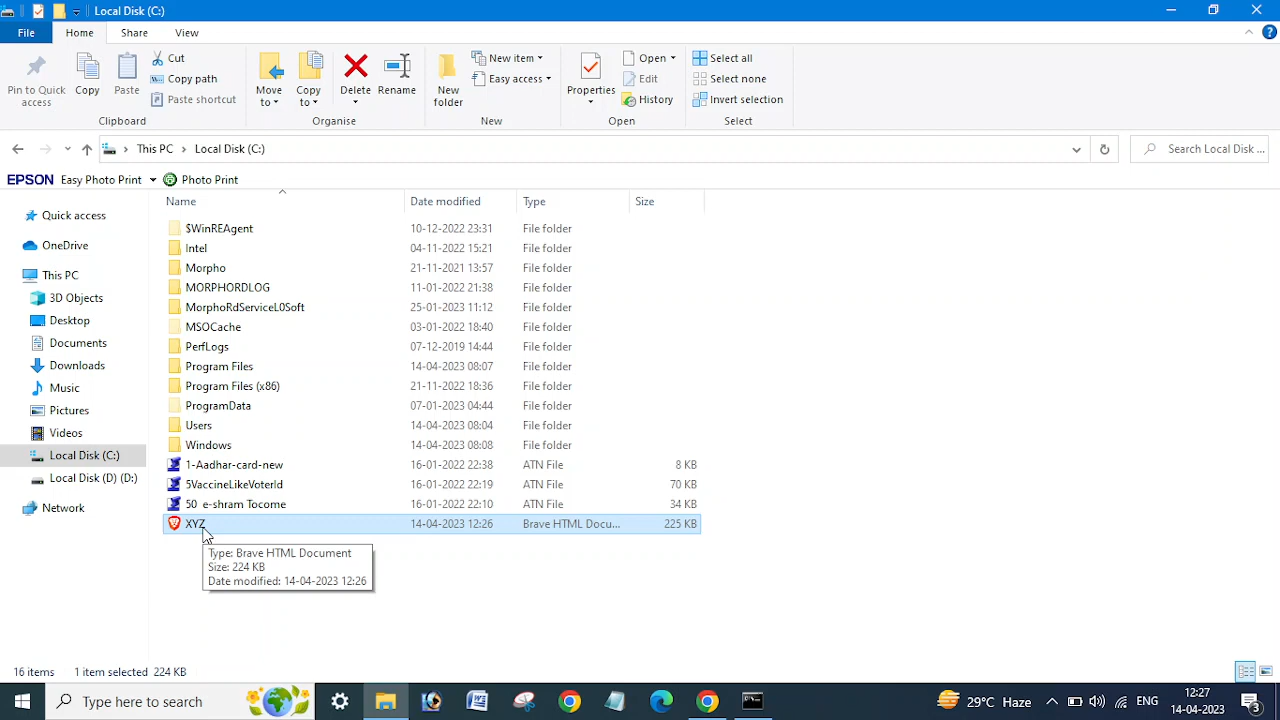 Local Disk (C:)
File Home Share View
Pin to Quick access
Copy
Paste
Cut
Copy path
Paste shortcut
Clipboard
Move to
Copy to
Delete
Rename
Organise
New folder
New item
Easy access
New
Properties
Open
Edit
History
Open
Select all
Select none
Invert selection
Select
This PC Local Disk (C:)
Search Local Disk ...
EPSON Easy Photo Print Photo Print
Quick access
OneDrive
This PC
3D Objects
Desktop
Documents
Downloads
Music
Pictures
Videos
Local Disk (C:)
Local Disk (D) (D:)
Network
Name Date modified Type Size
$WinREAgent 10-12-2022 23:31 File folder
Intel 04-11-2022 15:21 File folder
Morpho 21-11-2021 13:57 File folder
MORPHORDLOG 11-01-2022 21:38 File folder
MorphoRdServiceL0Soft 25-01-2023 11:12 File folder
MSOCache 03-01-2022 18:40 File folder
PerfLogs 07-12-2019 14:44 File folder
Program Files 14-04-2023 08:07 File folder
Program Files (x86) 21-11-2022 18:36 File folder
ProgramData 07-01-2023 04:44 File folder
Users 14-04-2023 08:04 File folder
Windows 14-04-2023 08:08 File folder
1-Aadhar-card-new 16-01-2022 22:38 ATN File 8 KB
5VaccineLikeVoterId 16-01-2022 22:19 ATN File 70 KB
50 e-shram Tocome 16-01-2022 22:10 ATN File 34 KB
XYZ 14-04-2023 12:26 Brave HTML Docu... 225 KB
Type: Brave HTML Document
Size: 224 KB
Date modified: 14-04-2023 12:26
16 items 1 item selected 224 KB
Type here to search
29°C Haze
ENG
12:27
14-04-2023
3